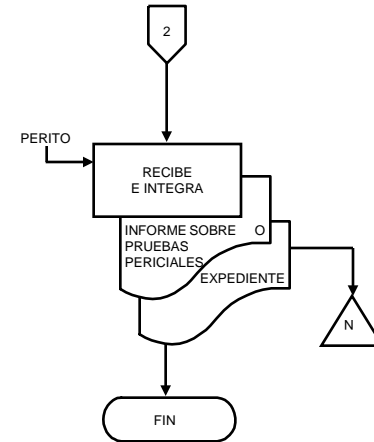 2
PERITO
RECIBE
E INTEGRA
INFORME SOBRE O
PRUEBAS
PERICIALES
EXPEDIENTE
N
FIN